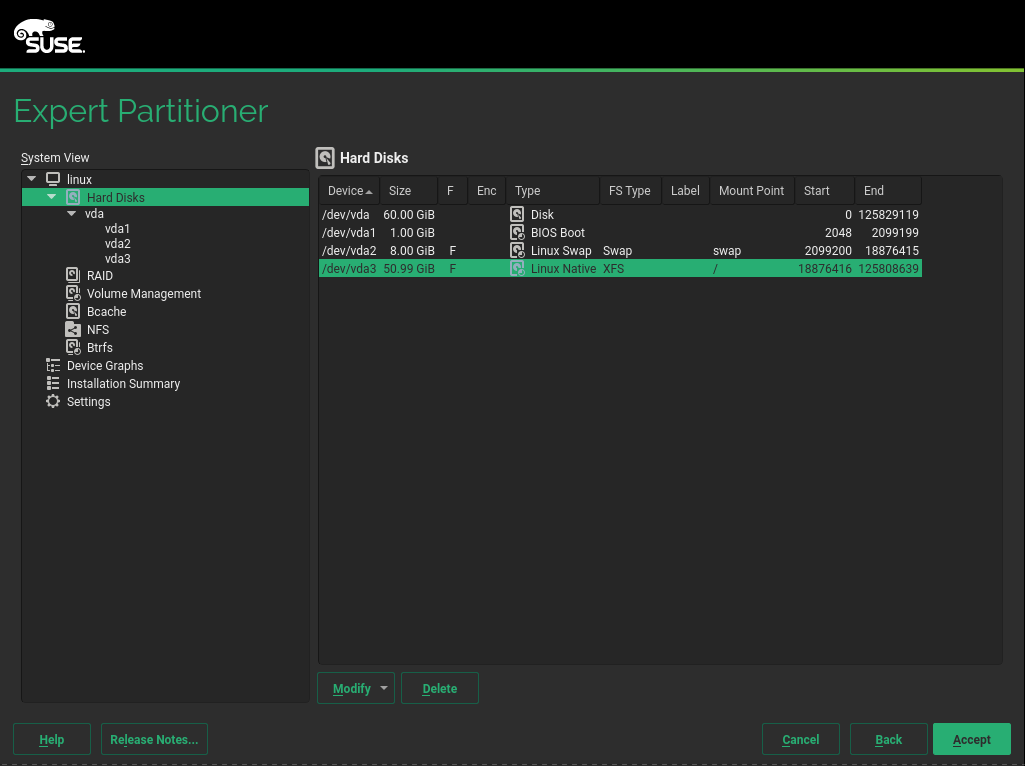 SUSE.
Expert Partitioner
System View
linux
Hard Disks
vda
vda1
vda2
vda3
RAID
Volume Management
Bcache
NFS
Btrfs
Device Graphs
Installation Summary
Settings
Hard Disks
Device Size F Enc Type FS Type Label Mount Point Start End
/dev/vda 60.00 GiB Disk 0 125829119
/dev/vda1 1.00 GiB BIOS Boot 2048 2099199
/dev/vda2 8.00 GiB F Linux Swap Swap swap 2099200 18876415
/dev/vda3 50.99 GiB F Linux Native XFS / 18876416 125808639
Modify Delete
Help Release Notes... Cancel Back Accept